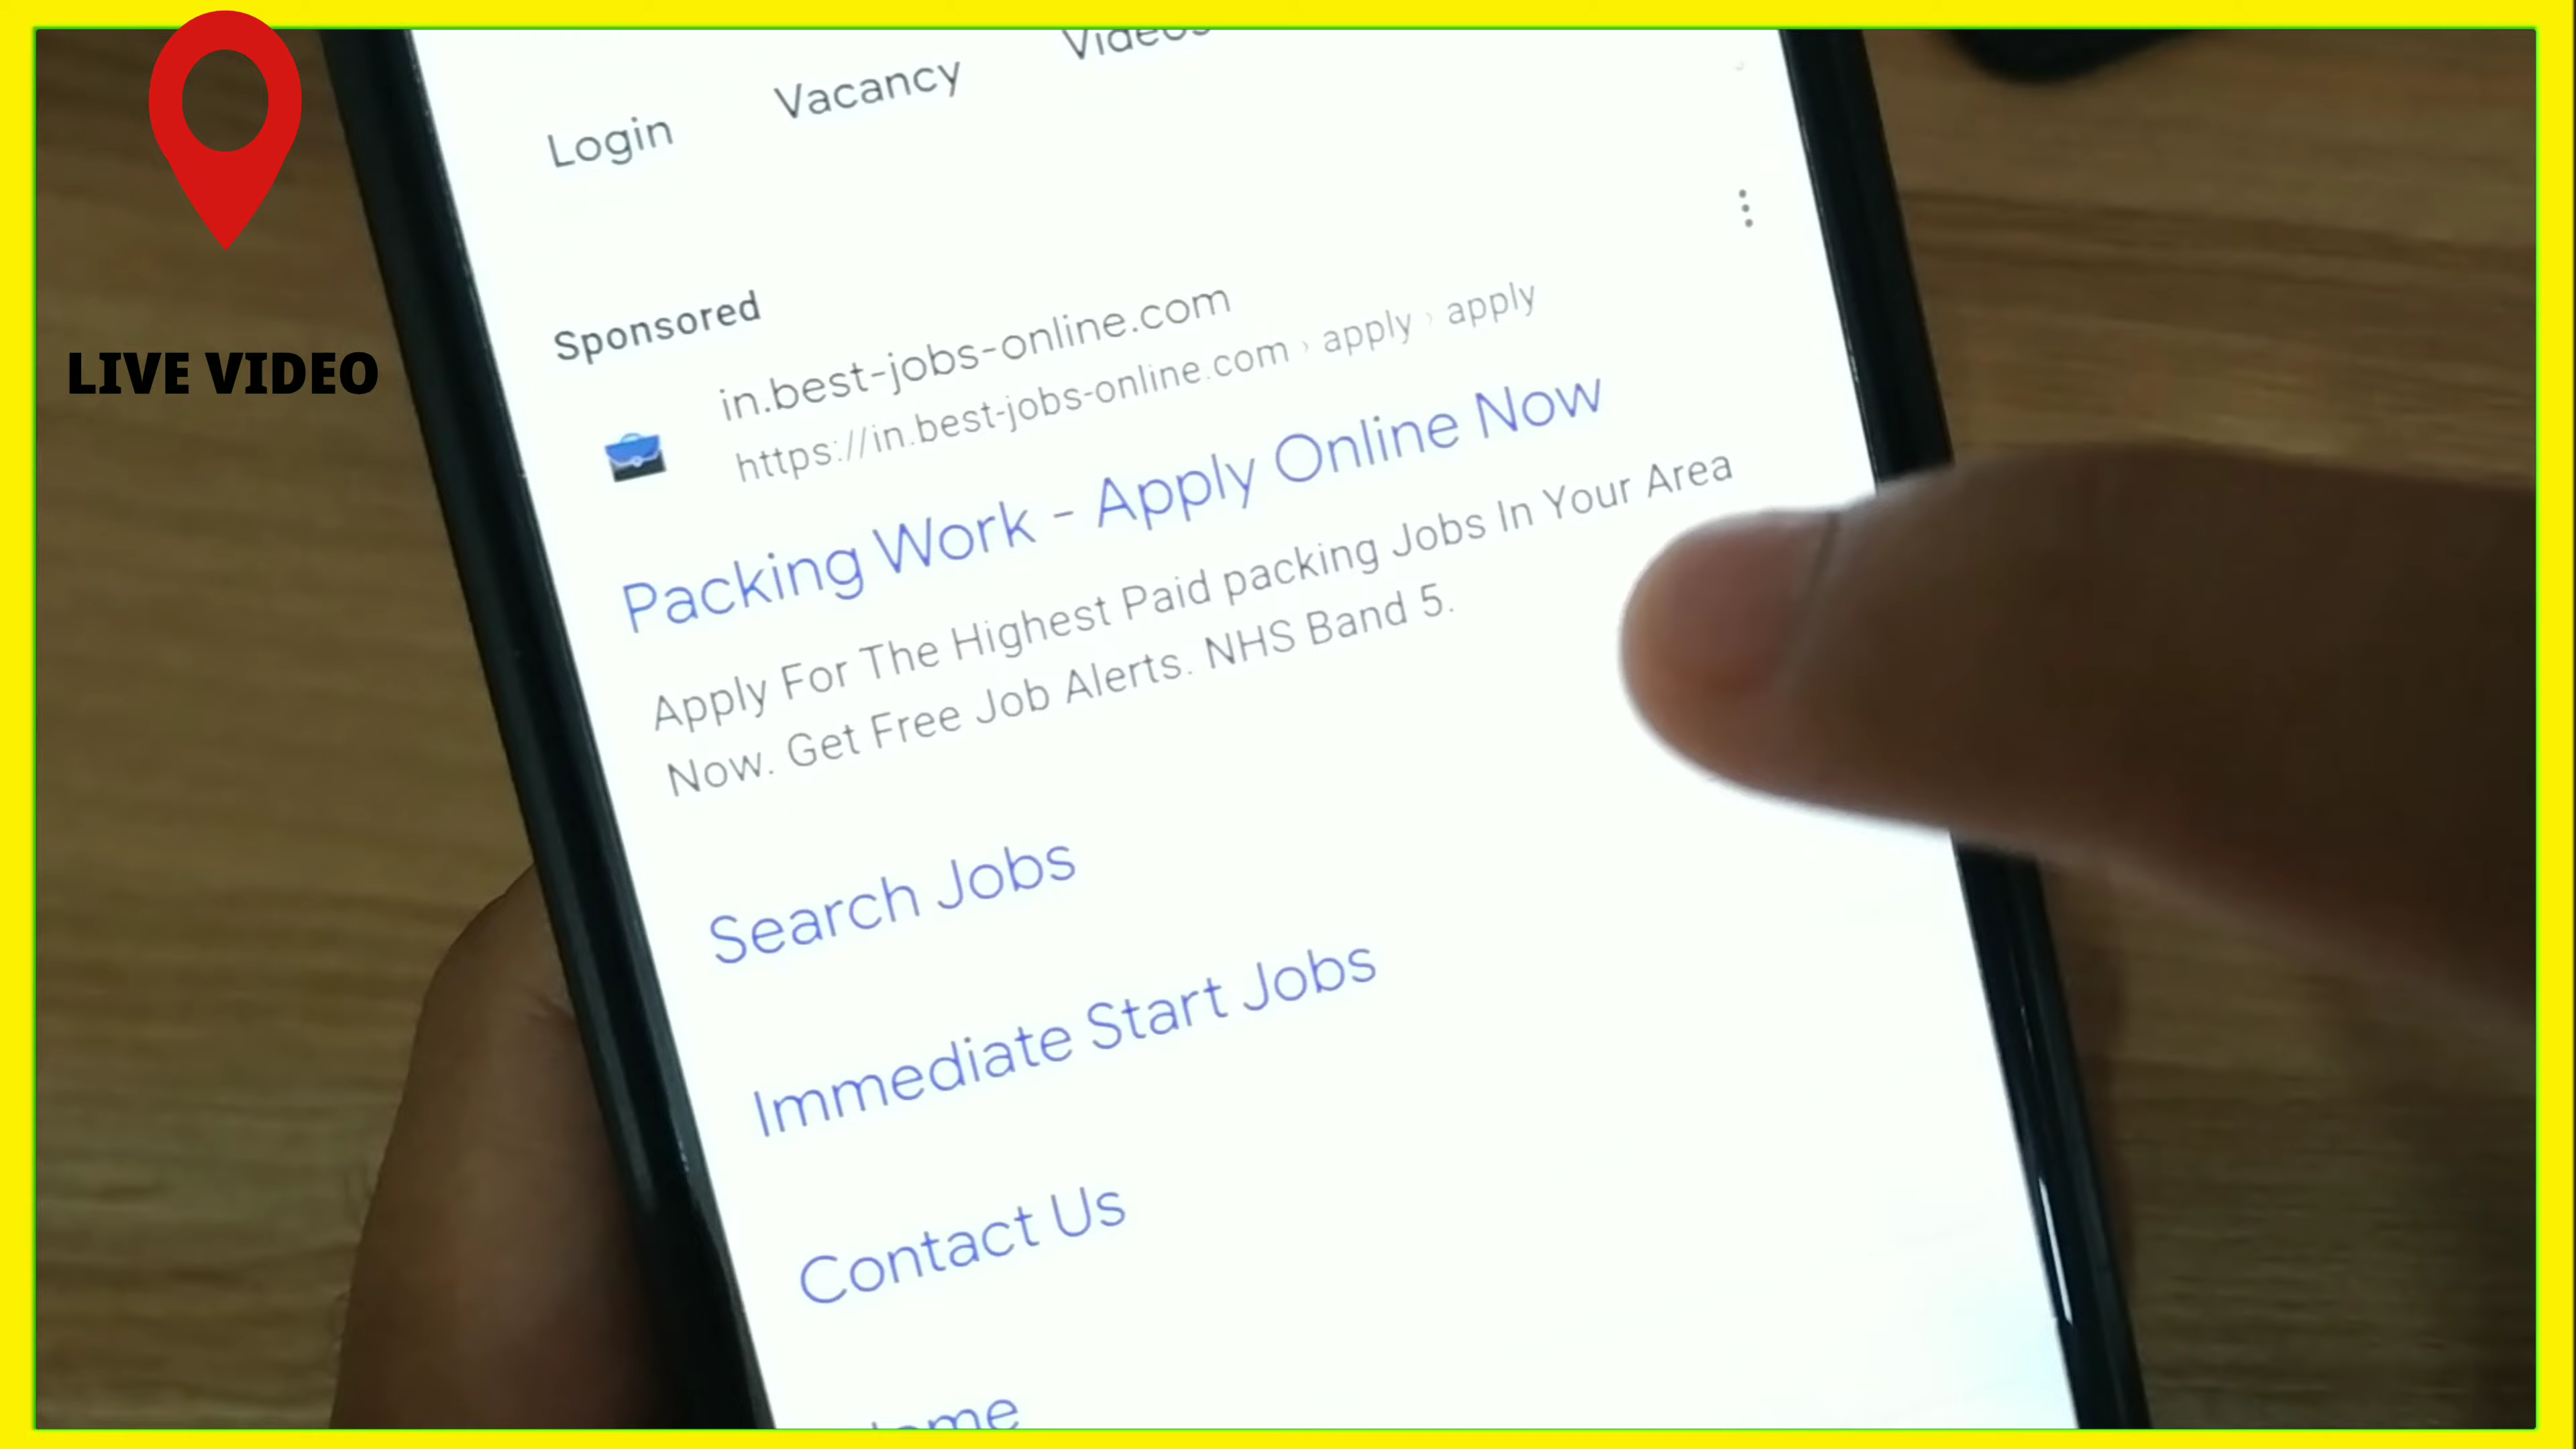 LIVE VIDEO
Login Vacancy Videos
Sponsored
in.best-jobs-online.com
https://in.best-jobs-online.com › apply › apply
Packing Work - Apply Online Now
Apply For The Highest Paid packing Jobs In Your Area
Now. Get Free Job Alerts. NHS Band 5.
Search Jobs
Immediate Start Jobs
Contact Us